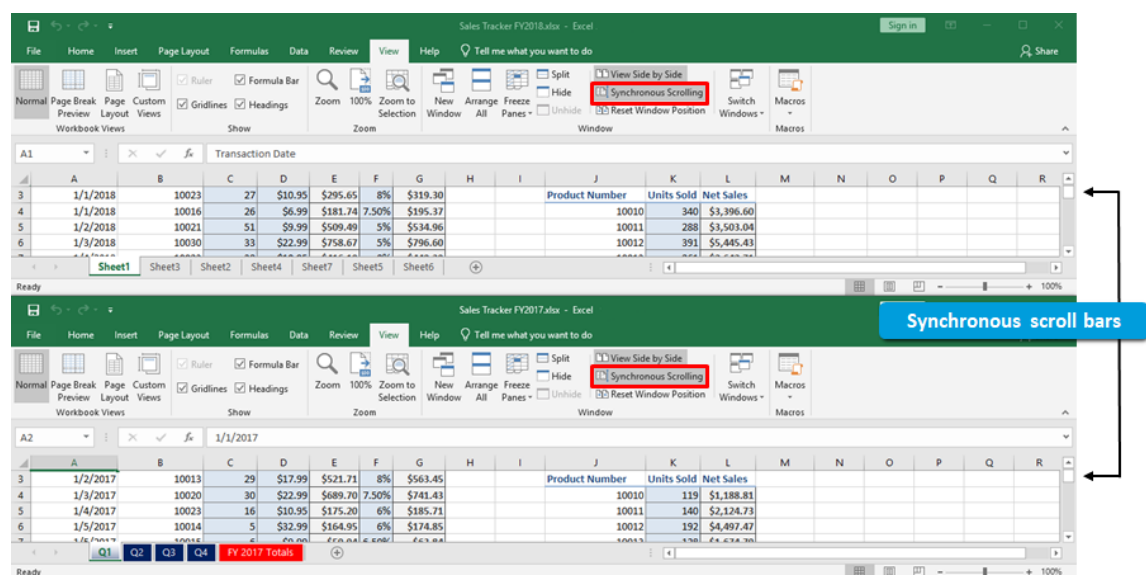 Sales Tracker FY2018.xlsx - Excel Sign in
File Home Insert Page Layout Formulas Data Review View Help Tell me what you want to do Share
Ruler Formula Bar Split View Side by Side
Gridlines Headings Hide Synchronous Scrolling
Unhide Reset Window Position
Normal Page Break Preview Page Layout Custom Views Zoom 100% Zoom to Selection New Window Arrange All Freeze Panes Switch Windows Macros
Workbook Views Show Zoom Window Macros
A1 fx Transaction Date
A B C D E F G H I J K L M N O P Q R
3 1/1/2018 10023 27 $10.95 $295.65 8% $319.30 Product Number Units Sold Net Sales
4 1/1/2018 10016 26 $6.99 $181.74 7.50% $195.37 10010 340 $3,396.60
5 1/2/2018 10021 51 $9.99 $509.49 5% $534.96 10011 288 $3,503.04
6 1/3/2018 10030 33 $22.99 $758.67 5% $796.60 10012 391 $5,445.43
Sheet1 Sheet3 Sheet2 Sheet4 Sheet7 Sheet5 Sheet6
Ready 100%
Sales Tracker FY2017.xlsx - Excel
Synchronous scroll bars
File Home Insert Page Layout Formulas Data Review View Help Tell me what you want to do
Ruler Formula Bar Split View Side by Side
Gridlines Headings Hide Synchronous Scrolling
Unhide Reset Window Position
Normal Page Break Preview Page Layout Custom Views Zoom 100% Zoom to Selection New Window Arrange All Freeze Panes Switch Windows Macros
Workbook Views Show Zoom Window Macros
A2 fx 1/1/2017
A B C D E F G H I J K L M N O P Q R
3 1/2/2017 10013 29 $17.99 $521.71 8% $563.45 Product Number Units Sold Net Sales
4 1/3/2017 10020 30 $22.99 $689.70 7.50% $741.43 10010 119 $1,188.81
5 1/4/2017 10023 16 $10.95 $175.20 6% $185.71 10011 140 $2,124.73
6 1/5/2017 10014 5 $32.99 $164.95 6% $174.85 10012 192 $4,497.47
Q1 Q2 Q3 Q4 FY 2017 Totals
Ready 100%